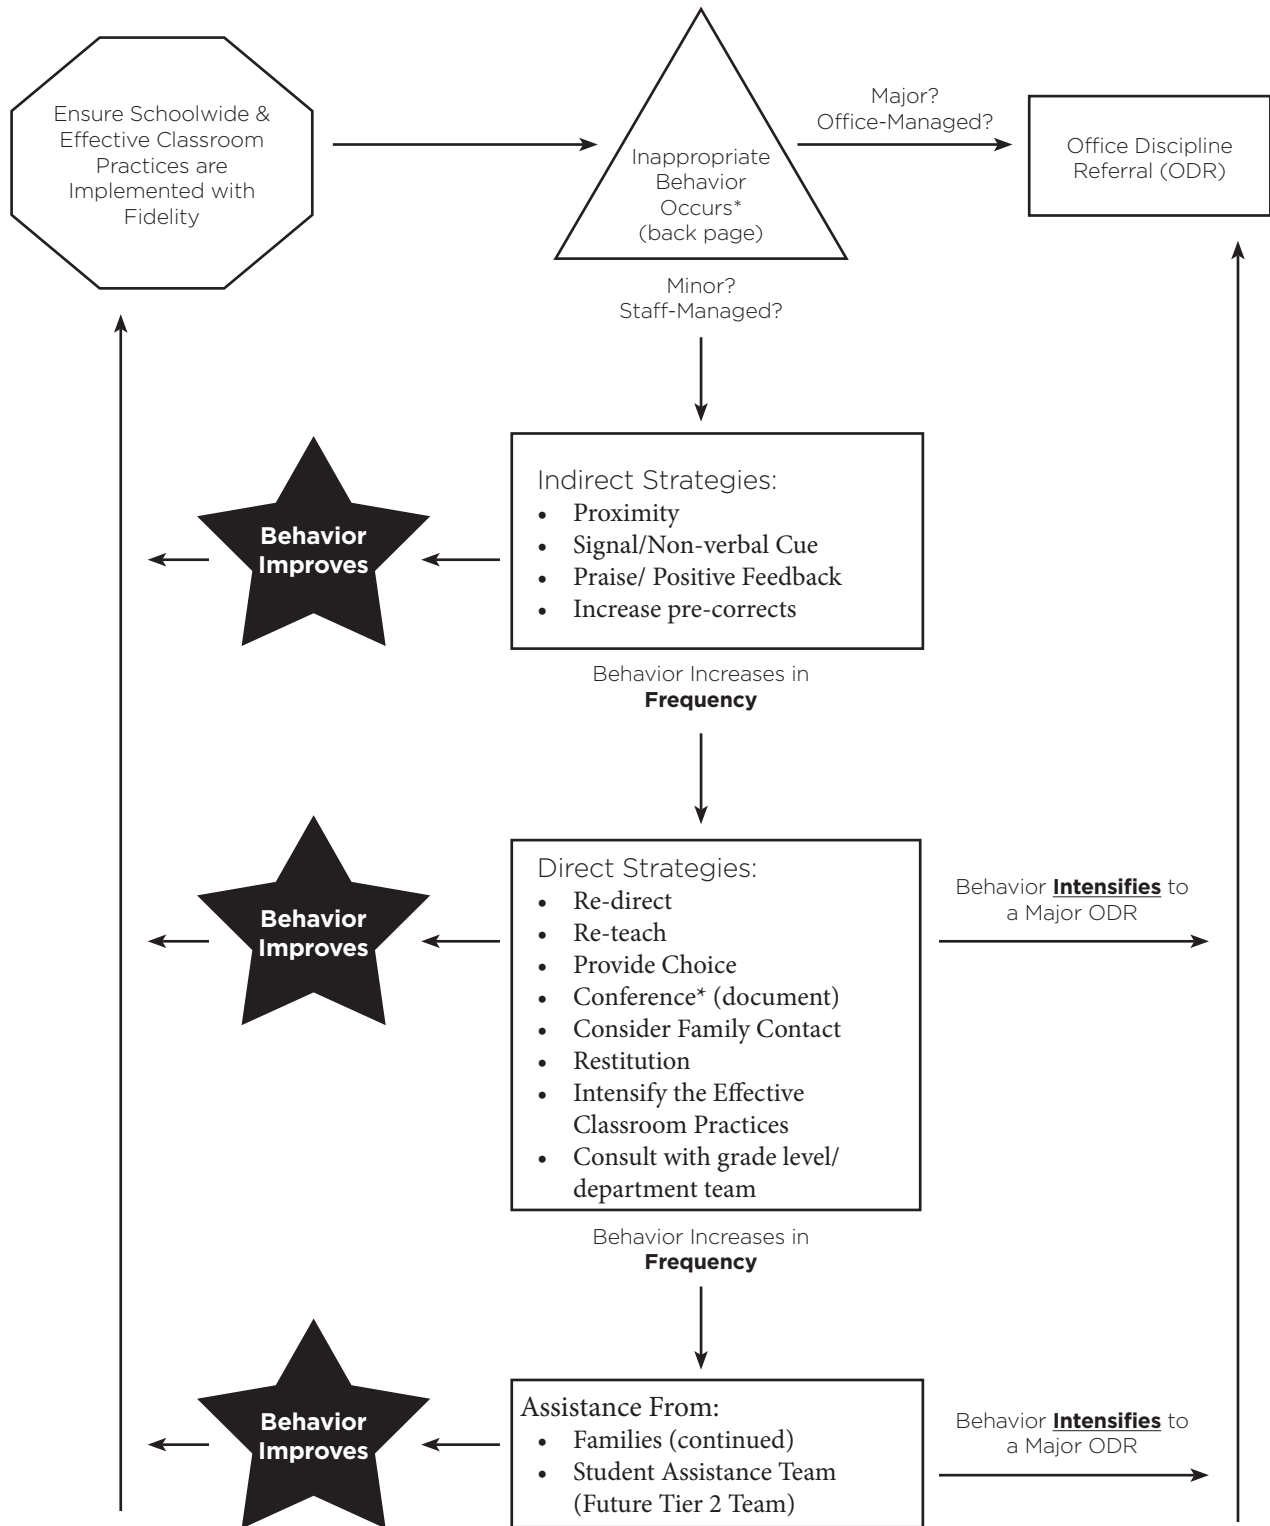 Ensure Schoolwide &
Effective Classroom
Practices are
Implemented with
Fidelity
Inappropriate
Behavior
Occurs*
(back page)
Major?
Office-Managed?
Office Discipline
Referral (ODR)
Minor?
Staff-Managed?
Indirect Strategies:
• Proximity
• Signal/Non-verbal Cue
• Praise/ Positive Feedback
• Increase pre-corrects
Behavior
Improves
Behavior Increases in
Frequency
Direct Strategies:
• Re-direct
• Re-teach
• Provide Choice
• Conference* (document)
• Consider Family Contact
• Restitution
• Intensify the Effective
Classroom Practices
• Consult with grade level/
department team
Behavior
Improves
Behavior Intensifies to
a Major ODR
Behavior Increases in
Frequency
Assistance From:
• Families (continued)
• Student Assistance Team
(Future Tier 2 Team)
Behavior
Improves
Behavior Intensifies to
a Major ODR